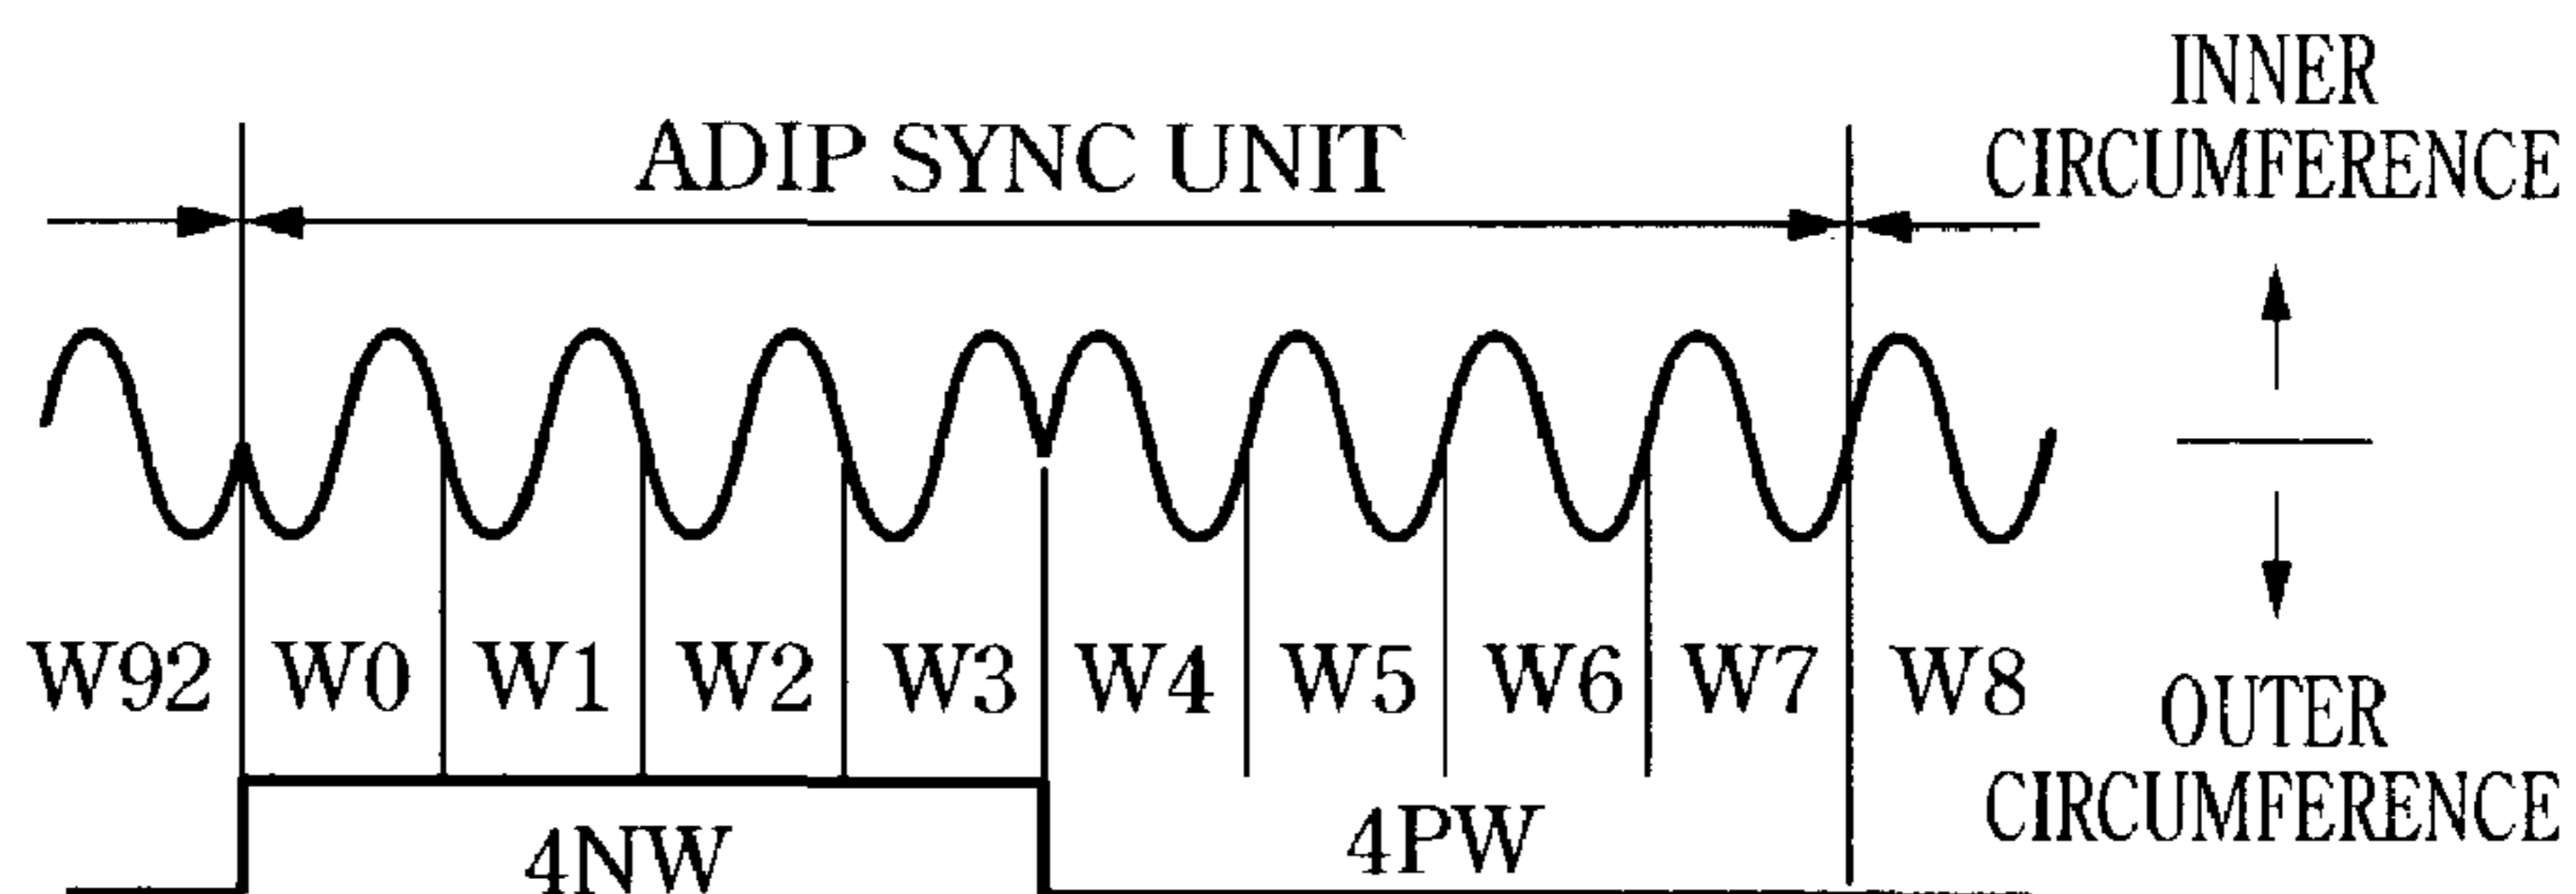 INNER
CIRCUMFERENCE
ADIP SYNC UNIT
W92 W0 W1 W2 W3 W4 W5 W6 W7 W8
OUTER
CIRCUMFERENCE
4NW
4PW